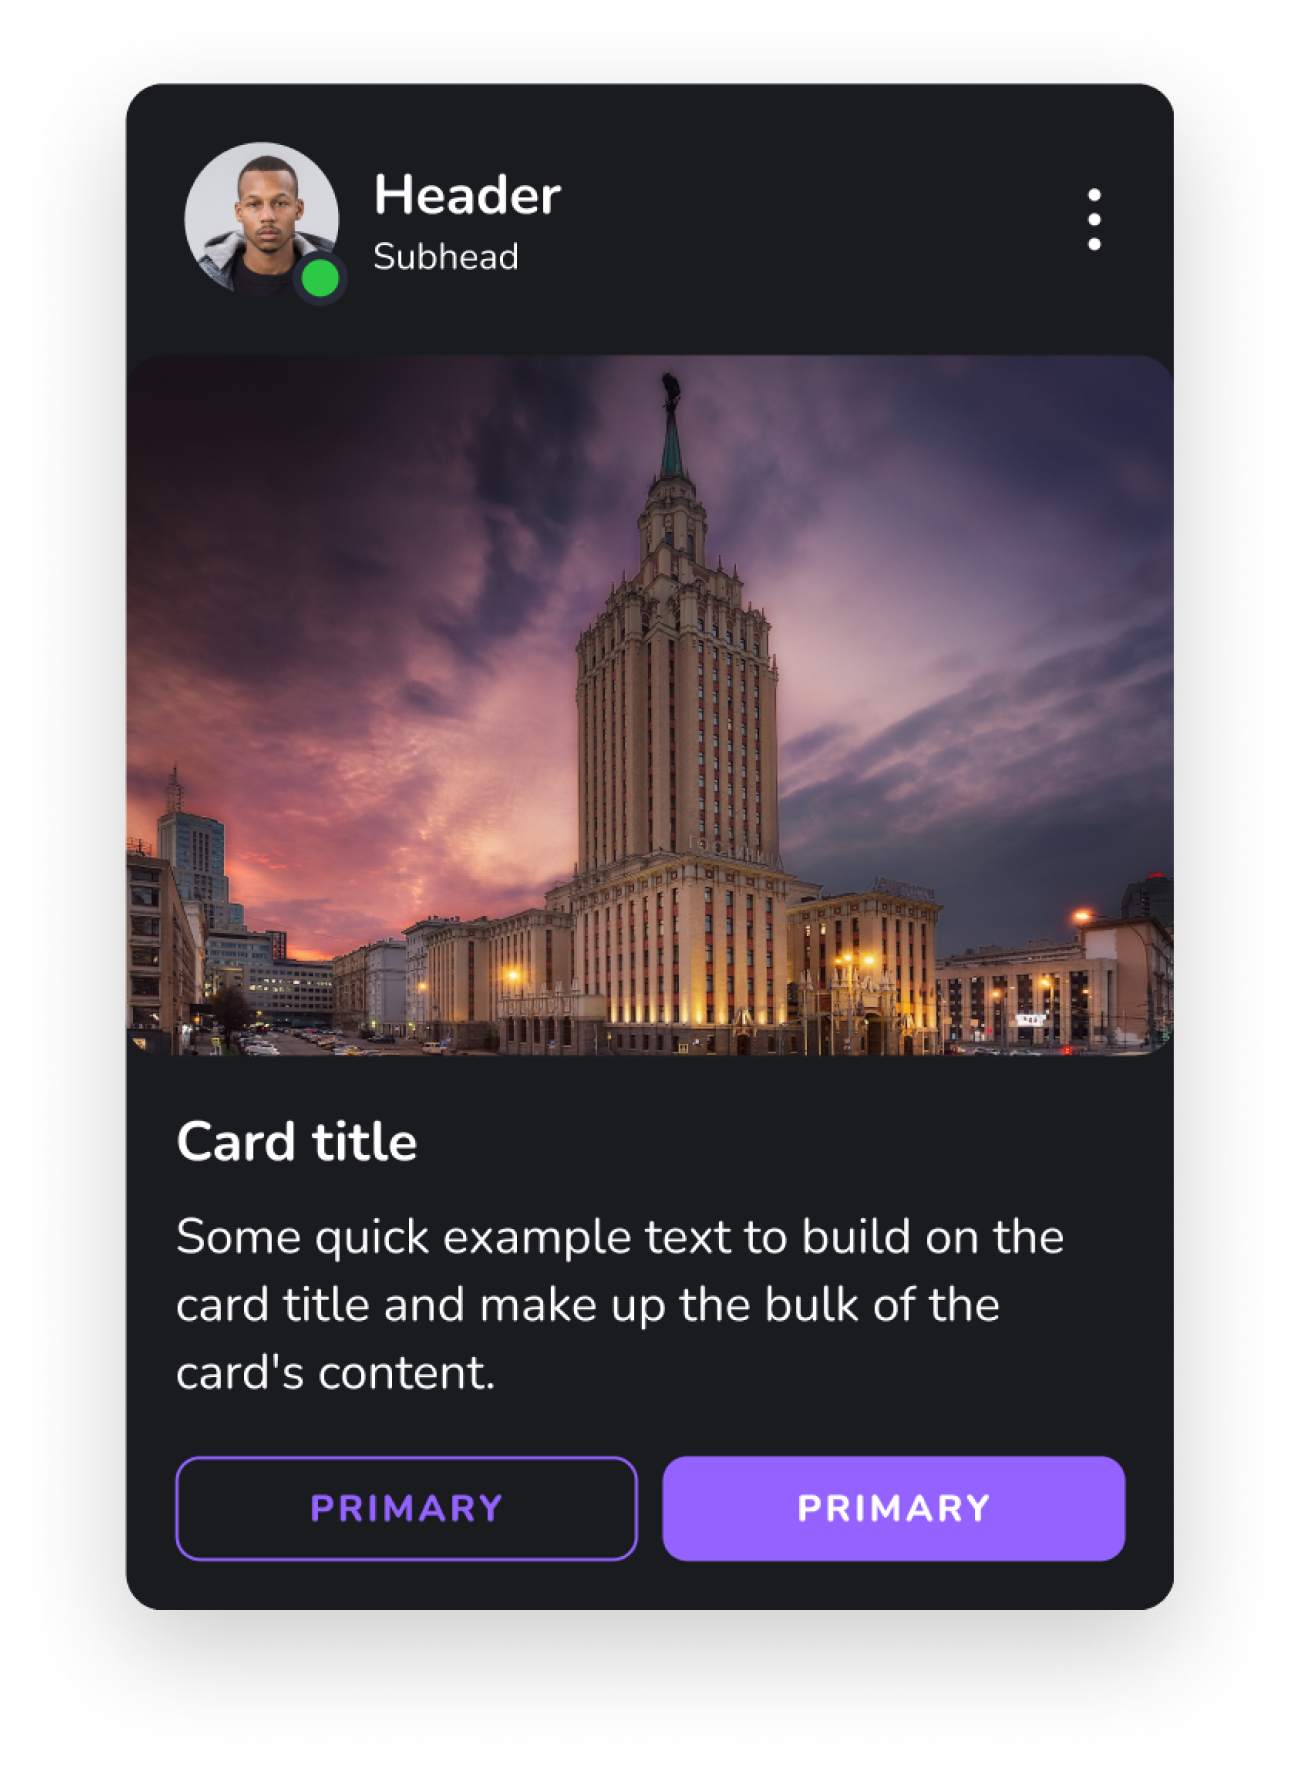 Header
Subhead
Card title
Some quick example text to build on the
card title and make up the bulk of the
card's content.
PRIMARY
PRIMARY